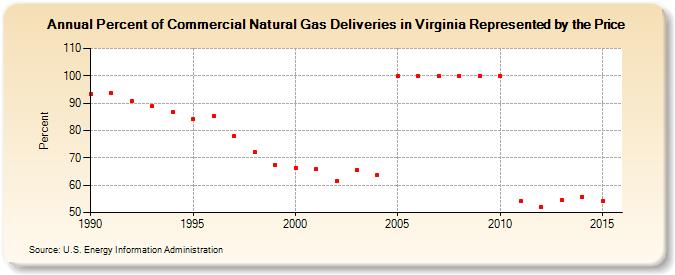 Annual Percent of Commercial Natural Gas Deliveries in Virginia Represented by the Price
110
100
90
80
70
60
50
Percent
1990 1995 2000 2005 2010 2015
Source: U.S. Energy Information Administration